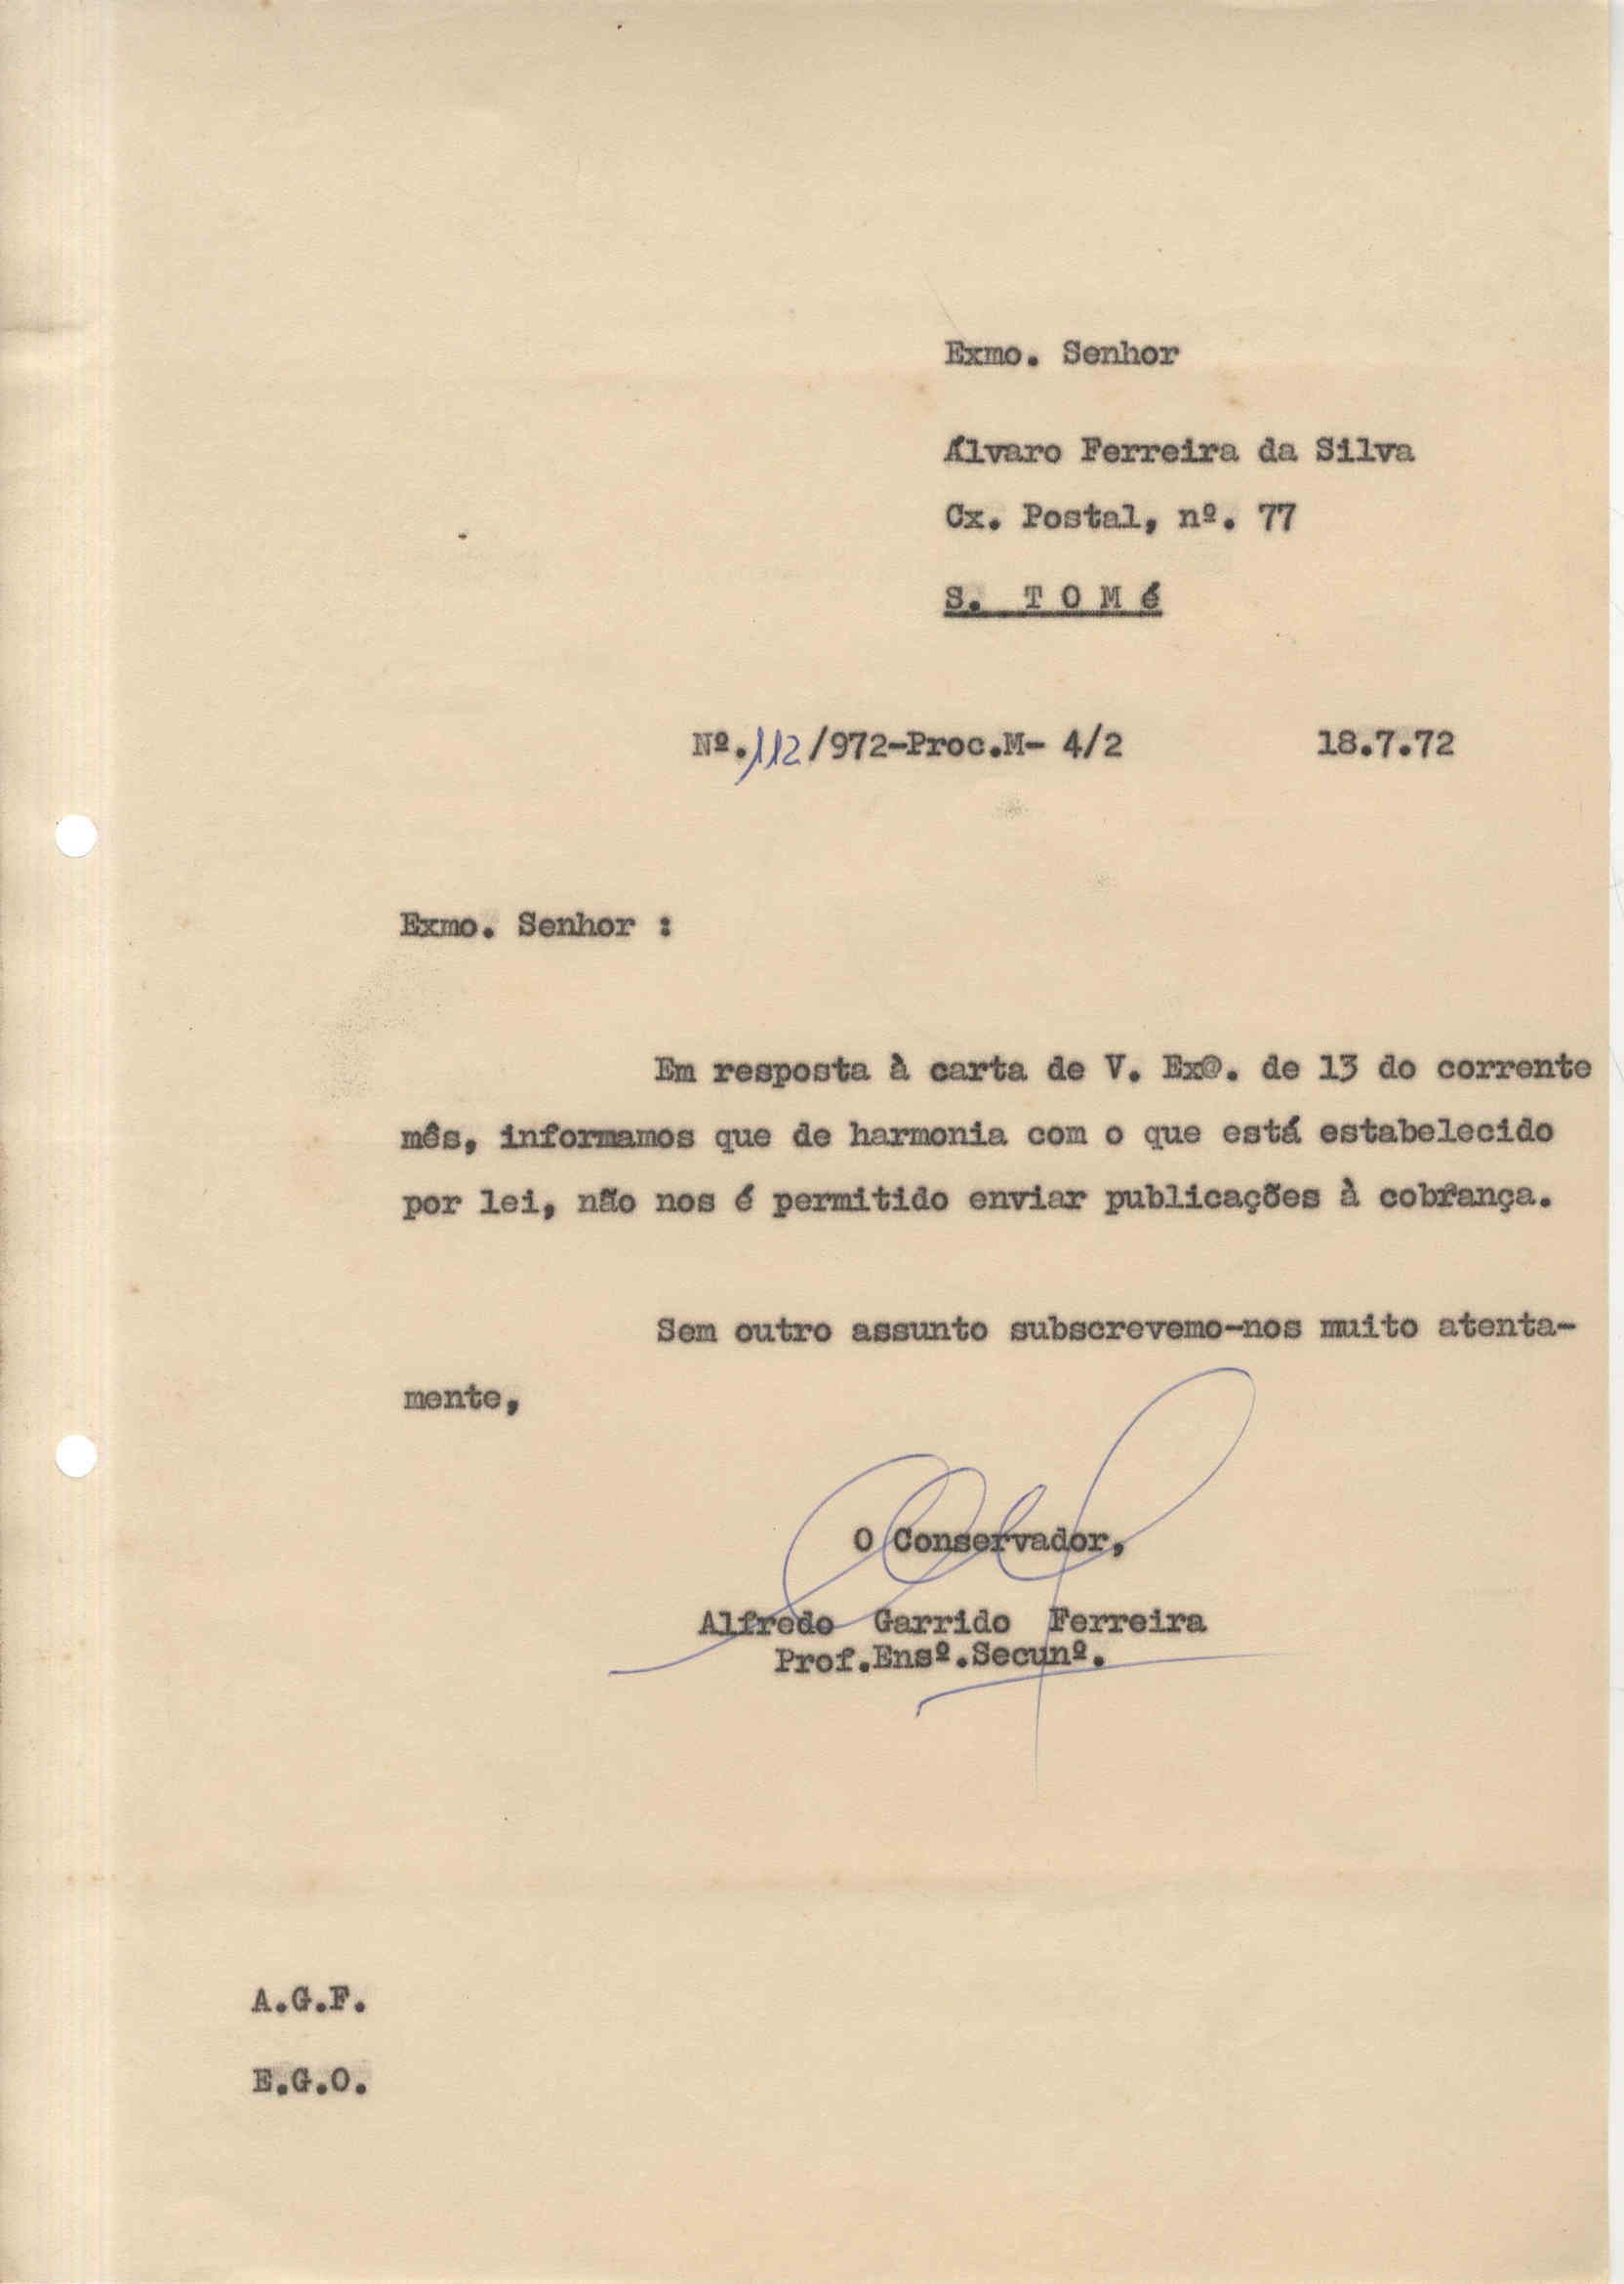 Exmo. Senhor
Álvaro Ferreira da Silva
Cx. Postal, nº. 77
S. T O M é
Nº.112/972-Proc.M- 4/2 18.7.72
Exmo. Senhor :
Em resposta à carta de V. Ex@. de 13 do corrente
mês, informamos que de harmonia com o que está estabelecido
por lei, não nos é permitido enviar publicações à cobrança.
Sem outro assunto subscrevemo-nos muito atenta-
mente,
O Conservador,
Alfredo Garrido Ferreira
Prof.Ensº.Secunº.
A.G.F.
E.G.O.